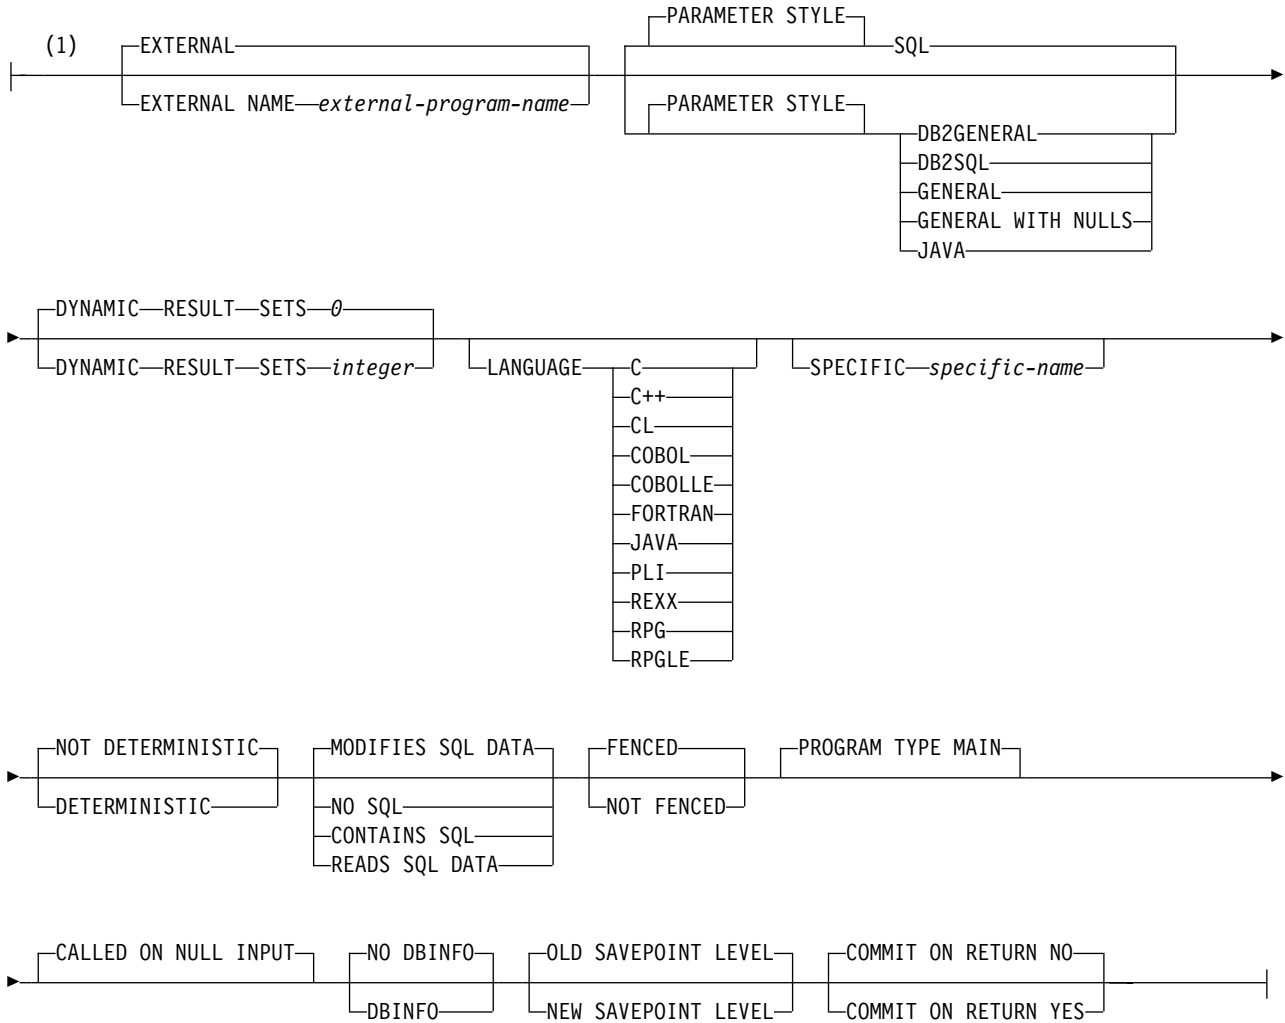 PARAMETER STYLE
(1) EXTERNAL SQL
EXTERNAL NAME external-program-name PARAMETER STYLE
DB2GENERAL
DB2SQL
GENERAL
GENERAL WITH NULLS
JAVA
DYNAMIC RESULT SETS 0
DYNAMIC RESULT SETS integer LANGUAGE C SPECIFIC specific-name
C++
CL
COBOL
COBOLLE
FORTRAN
JAVA
PLI
REXX
RPG
RPGLE
NOT DETERMINISTIC MODIFIES SQL DATA FENCED PROGRAM TYPE MAIN
DETERMINISTIC NO SQL NOT FENCED
CONTAINS SQL
READS SQL DATA
CALLED ON NULL INPUT NO DBINFO OLD SAVEPOINT LEVEL COMMIT ON RETURN NO
DBINFO NEW SAVEPOINT LEVEL COMMIT ON RETURN YES